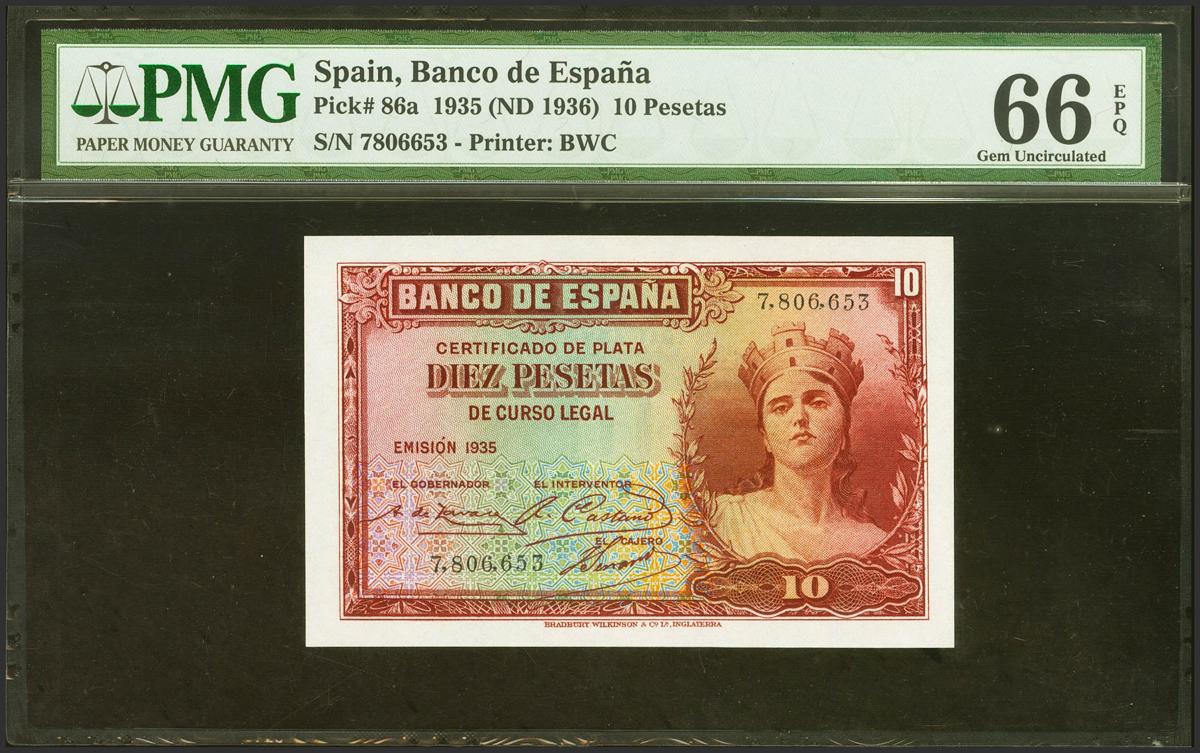 PMG
PAPER MONEY GUARANTY
Spain, Banco de España
Pick# 86a 1935 (ND 1936) 10 Pesetas
S/N 7806653 - Printer: BWC
66 EPQ
Gem Uncirculated
BANCO DE ESPAÑA
10
7,806,653
CERTIFICADO DE PLATA
DIEZ PESETAS
DE CURSO LEGAL
EMISIÓN 1935
EL GOBERNADOR EL INTERVENTOR
A. de
EL CAJERO
7,806,653
10
BRADBURY, WILKINSON & Cº Lᵈ, INGLATERRA